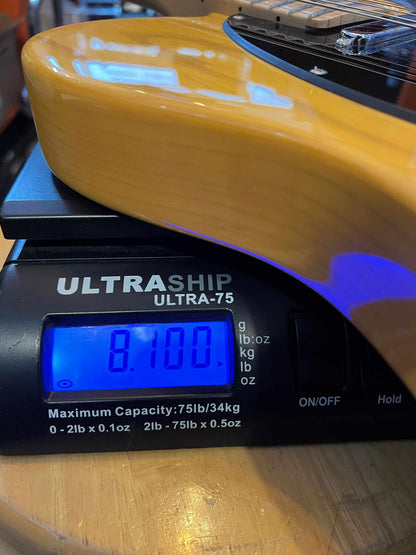 ULTRASHIP
ULTRA-75
8.100
g
lb:oz
kg
lb
oz
Maximum Capacity:75lb/34kg
0 - 2lb x 0.1oz 2lb - 75lb x 0.5oz
ON/OFF
Hold